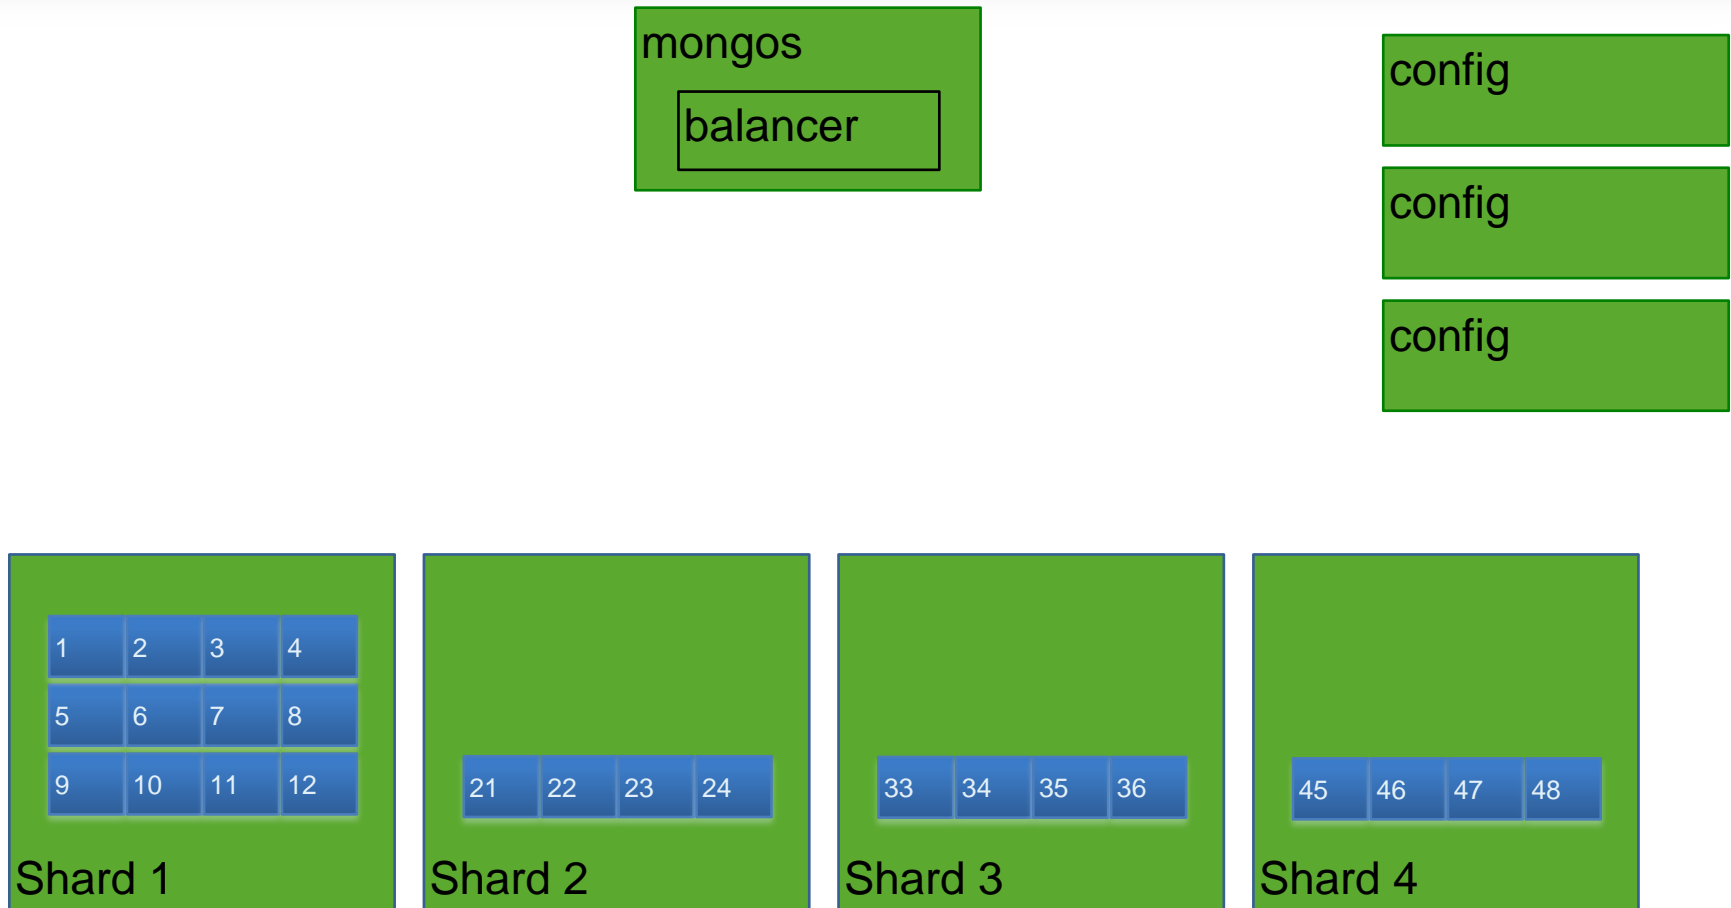 mongos
balancer
config
config
config
1 2 3 4
5 6 7 8
9 10 11 12
Shard 1
21 22 23 24
Shard 2
33 34 35 36
Shard 3
45 46 47 48
Shard 4